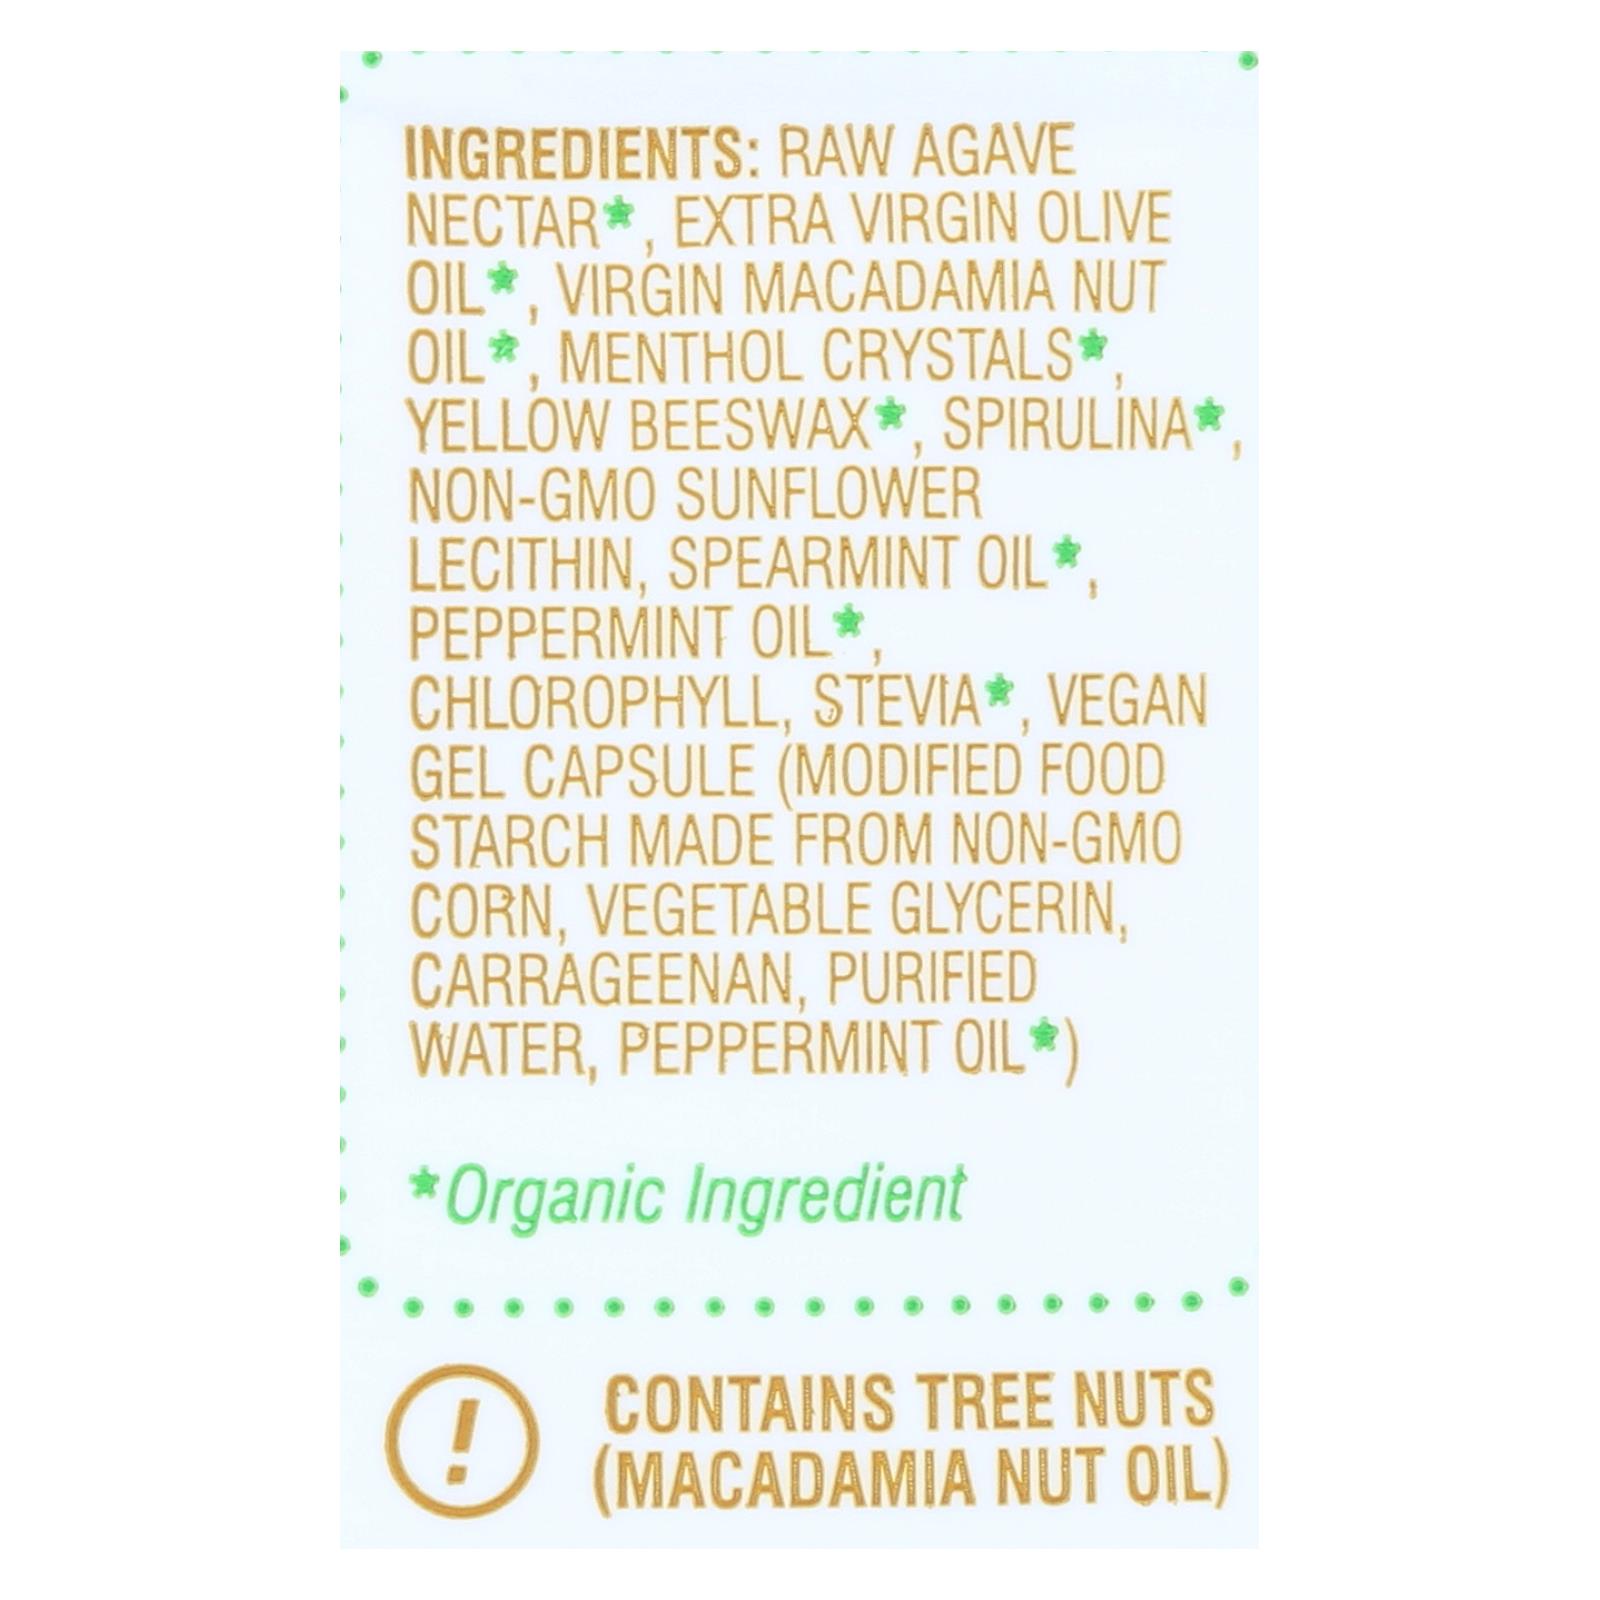 INGREDIENTS: RAW AGAVE
NECTAR*, EXTRA VIRGIN OLIVE
OIL*, VIRGIN MACADAMIA NUT
OIL*, MENTHOL CRYSTALS*,
YELLOW BEESWAX*, SPIRULINA*,
NON-GMO SUNFLOWER
LECITHIN, SPEARMINT OIL*,
PEPPERMINT OIL*,
CHLOROPHYLL, STEVIA*, VEGAN
GEL CAPSULE (MODIFIED FOOD
STARCH MADE FROM NON-GMO
CORN, VEGETABLE GLYCERIN,
CARRAGEENAN, PURIFIED
WATER, PEPPERMINT OIL*)
*Organic Ingredient
! CONTAINS TREE NUTS
(MACADAMIA NUT OIL)